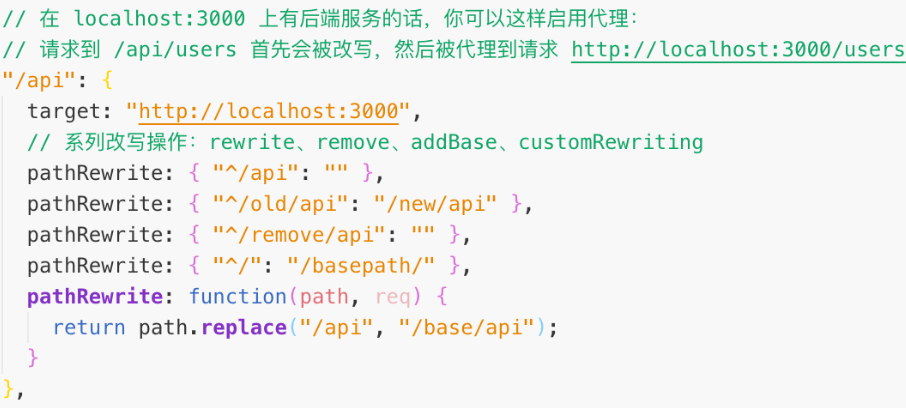 // 在 localhost:3000 上有后端服务的话，你可以这样启用代理：
// 请求到 /api/users 首先会被改写，然后被代理到请求 http://localhost:3000/users
"/api": {
  target: "http://localhost:3000",
  // 系列改写操作：rewrite、remove、addBase、customRewriting
  pathRewrite: { "^/api": "" },
  pathRewrite: { "^/old/api": "/new/api" },
  pathRewrite: { "^/remove/api": "" },
  pathRewrite: { "^/": "/basepath/" },
  pathRewrite: function(path, req) {
    return path.replace("/api", "/base/api");
  }
},